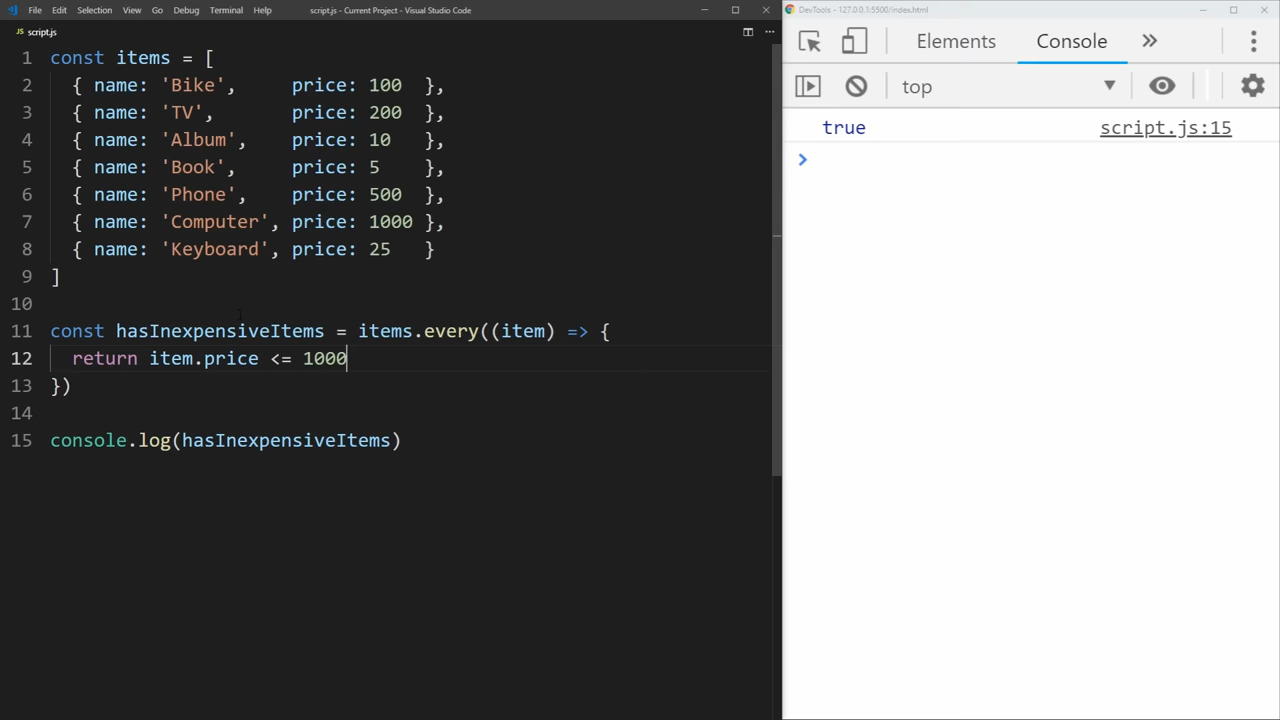 File Edit Selection View Go Debug Terminal Help script.js - Current Project - Visual Studio Code
JS script.js
1 const items = [
2 { name: 'Bike', price: 100 },
3 { name: 'TV', price: 200 },
4 { name: 'Album', price: 10 },
5 { name: 'Book', price: 5 },
6 { name: 'Phone', price: 500 },
7 { name: 'Computer', price: 1000 },
8 { name: 'Keyboard', price: 25 }
9 ]
10
11 const hasInexpensiveItems = items.every((item) => {
12 return item.price <= 1000
13 })
14
15 console.log(hasInexpensiveItems)
DevTools - 127.0.0.1:5500/index.html
Elements Console »
top
true script.js:15